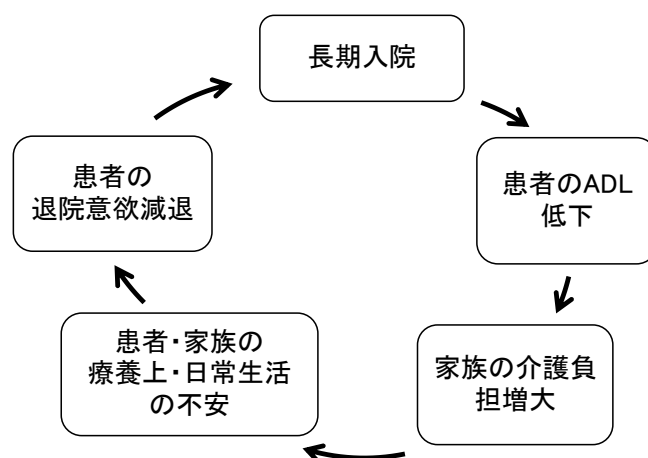 長期入院
患者のADL
低下
家族の介護負
担増大
患者・家族の
療養上・日常生活
の不安
患者の
退院意欲減退